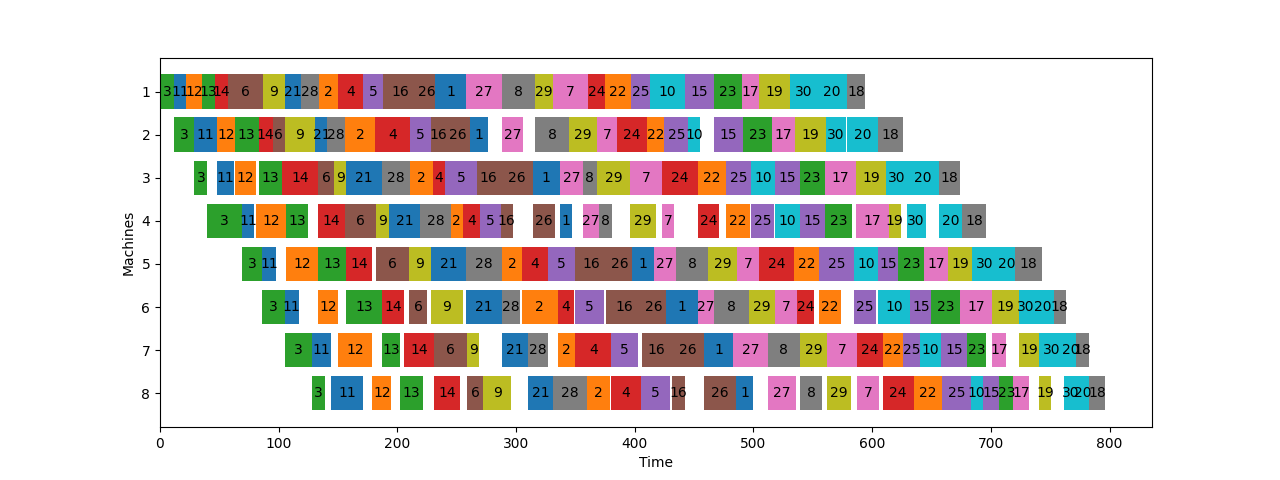 1 3 11 12 13 14 6 9 21 28 2 4 5 16 26 1 27 8 29 7 24 22 25 10 15 23 17 19 30 20 18
2 3 11 12 13 14 6 9 21 28 2 4 5 16 26 1 27 8 29 7 24 22 25 10 15 23 17 19 30 20 18
3 3 11 12 13 14 6 9 21 28 2 4 5 16 26 1 27 8 29 7 24 22 25 10 15 23 17 19 30 20 18
4 3 11 12 13 14 6 9 21 28 2 4 5 16 26 1 27 8 29 7 24 22 25 10 15 23 17 19 30 20 18
5 3 11 12 13 14 6 9 21 28 2 4 5 16 26 1 27 8 29 7 24 22 25 10 15 23 17 19 30 20 18
6 3 11 12 13 14 6 9 21 28 2 4 5 16 26 1 27 8 29 7 24 22 25 10 15 23 17 19 30 20 18
7 3 11 12 13 14 6 9 21 28 2 4 5 16 26 1 27 8 29 7 24 22 25 10 15 23 17 19 30 20 18
8 3 11 12 13 14 6 9 21 28 2 4 5 16 26 1 27 8 29 7 24 22 25 10 15 23 17 19 30 20 18
Machines
0 100 200 300 400 500 600 700 800
Time